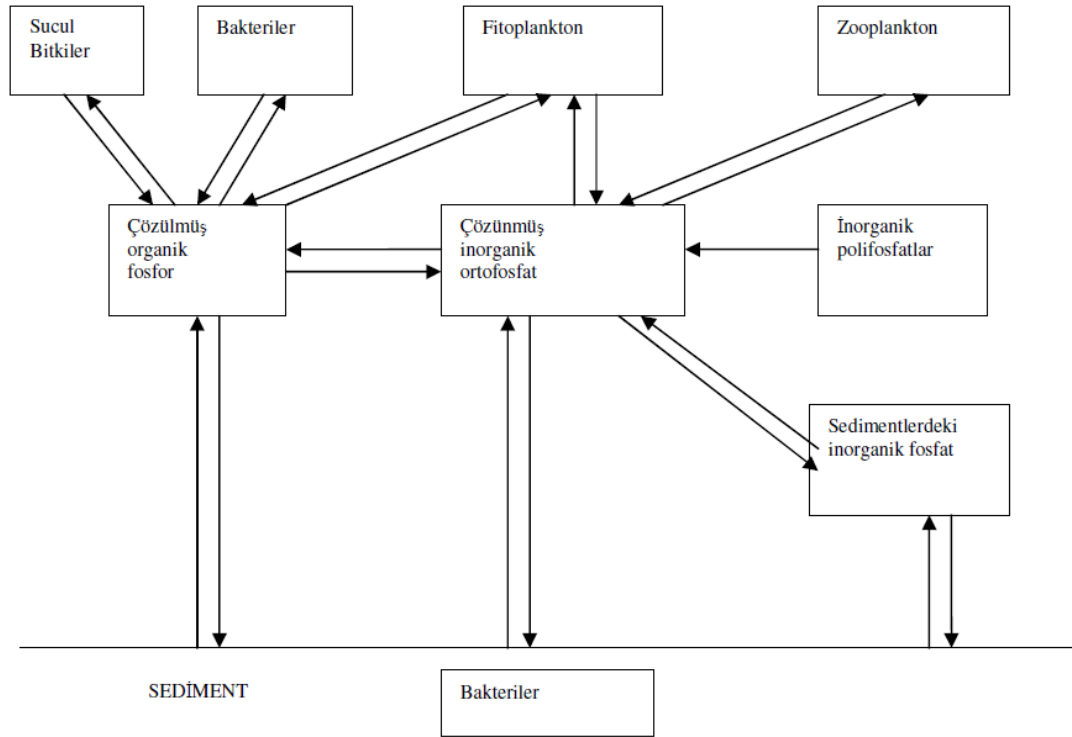 Sucul
Bitkiler
Bakteriler
Fitoplankton
Zooplankton
Çözülmüş
organik
fosfor
Çözünmüş
inorganik
ortofosfat
İnorganik
polifosfatlar
Sedimentlerdeki
inorganik fosfat
SEDİMENT
Bakteriler